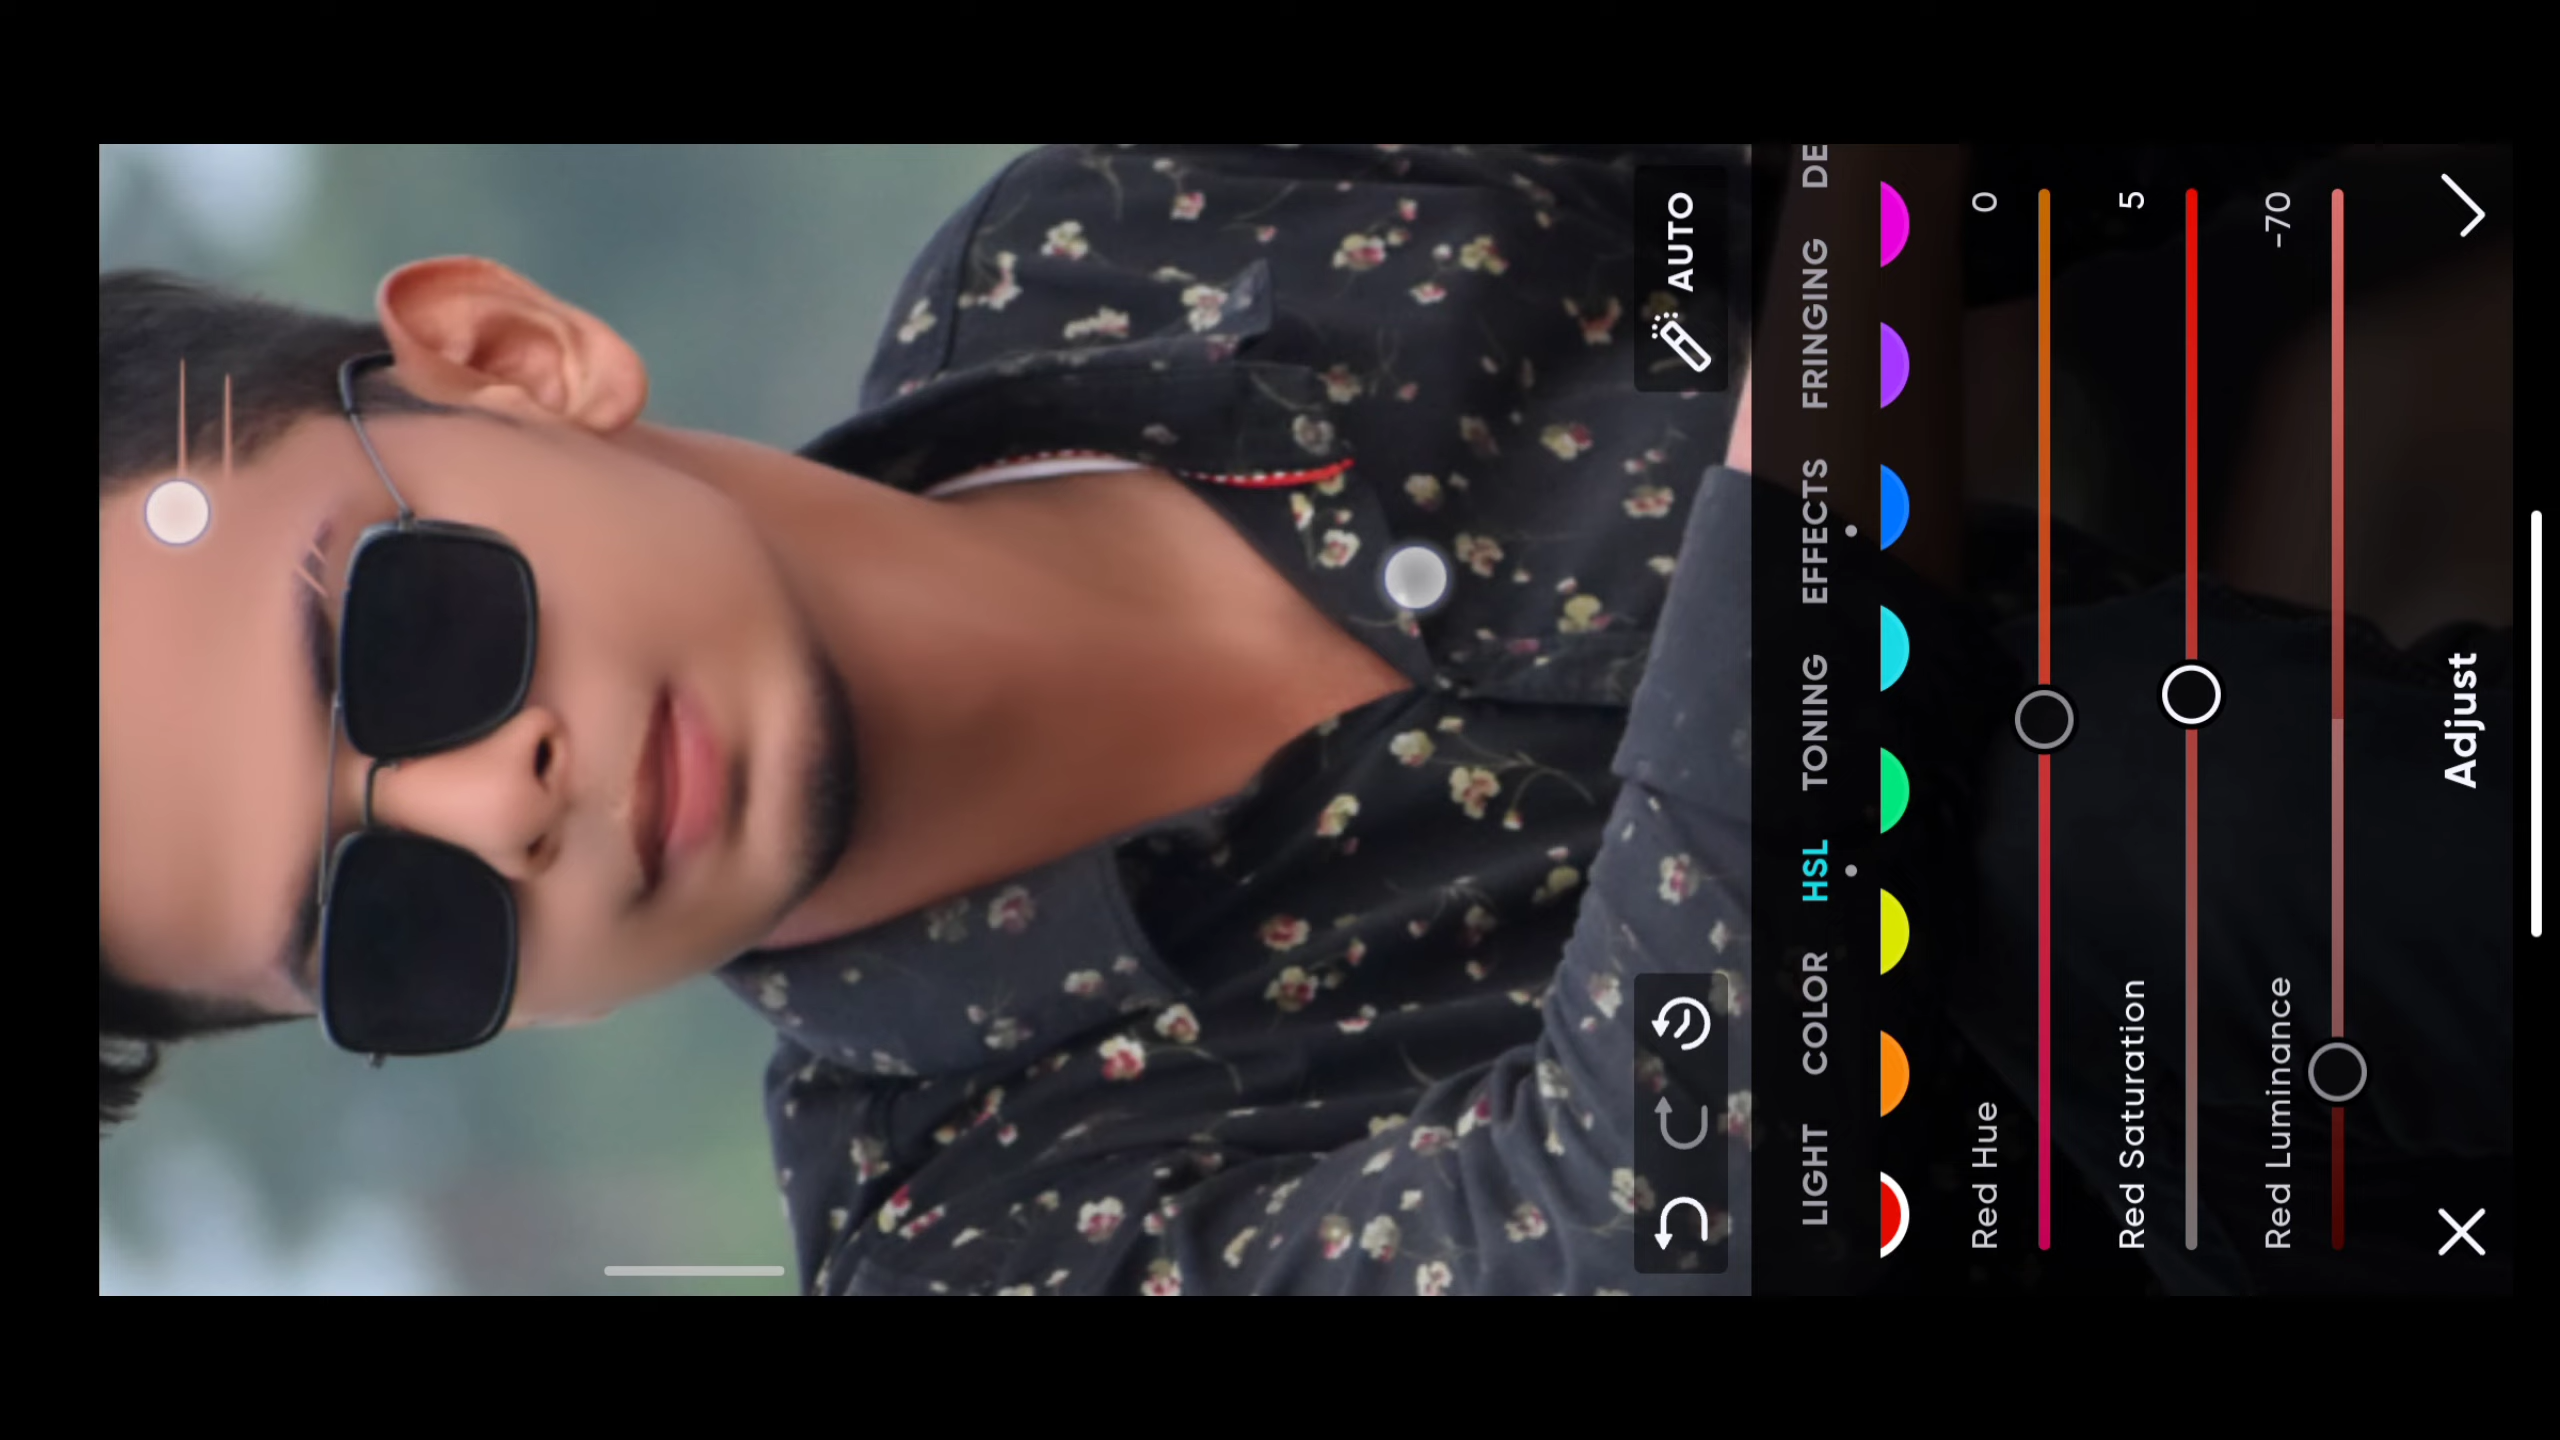 AUTO
LIGHT COLOR HSL TONING EFFECTS FRINGING DE
Red Hue 0
Red Saturation 5
Red Luminance -70
Adjust